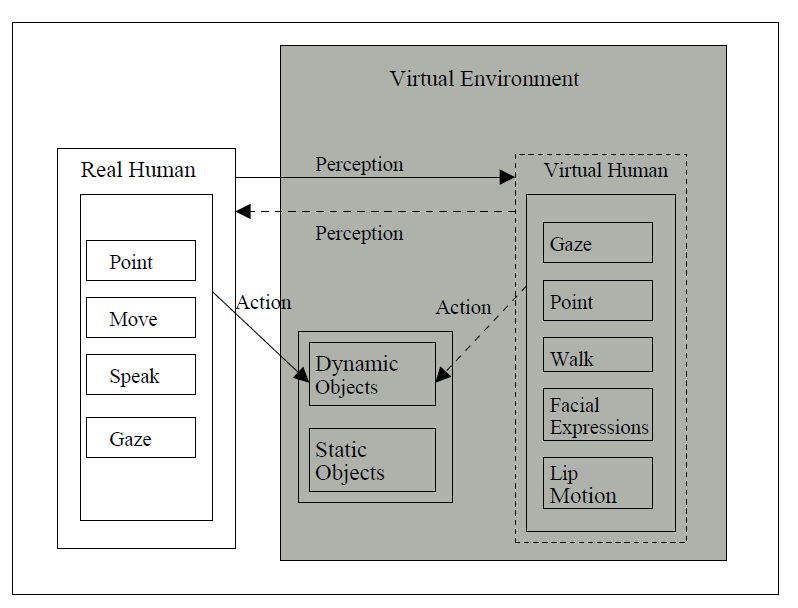 Virtual Environment
Real Human
Point
Move
Speak
Gaze
Perception
Perception
Action
Action
Dynamic
Objects
Static
Objects
Virtual Human
Gaze
Point
Walk
Facial
Expressions
Lip
Motion